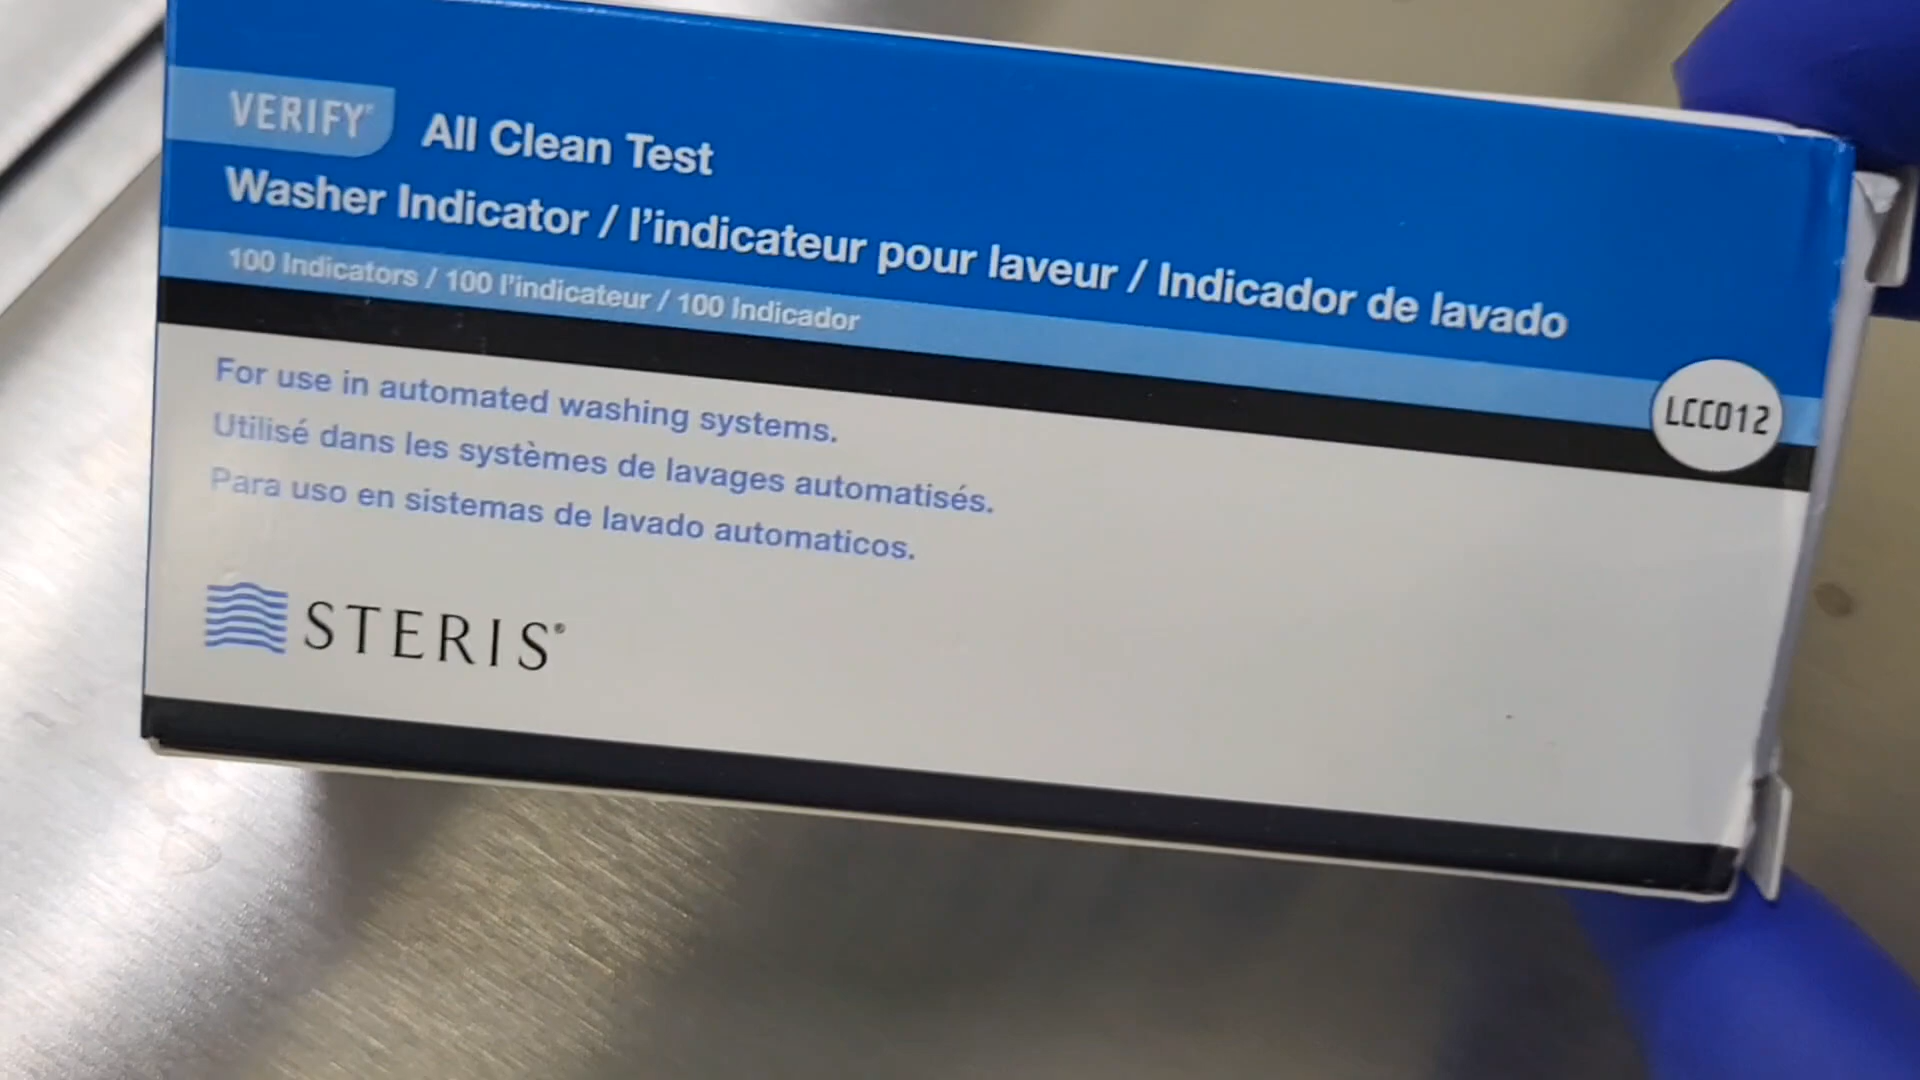 VERIFY® All Clean Test
Washer Indicator / l'indicateur pour laveur / Indicador de lavado
100 Indicators / 100 l'indicateur / 100 Indicador
LCC012
For use in automated washing systems.
Utilisé dans les systèmes de lavages automatisés.
Para uso en sistemas de lavado automaticos.
STERIS®